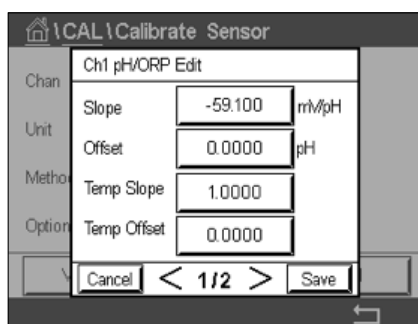 \CAL\Calibrate Sensor
Ch1 pH/ORP Edit
Chan
Slope -59.100 mV/pH
Unit
Offset 0.0000 pH
Metho
Temp Slope 1.0000
Option
Temp Offset 0.0000
Cancel < 1/2 > Save